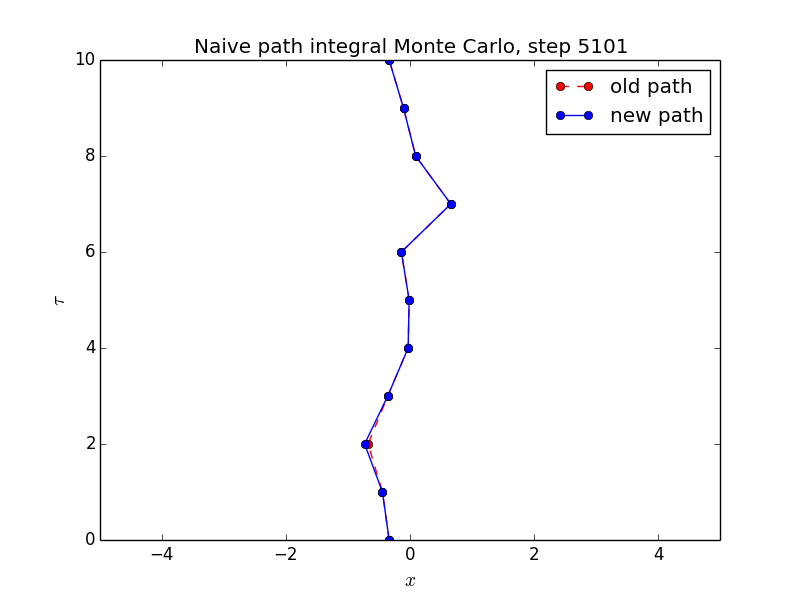 Naive path integral Monte Carlo, step 5101
old path
new path
10
8
6
4
2
0
τ
−4
−2
0
2
4
x